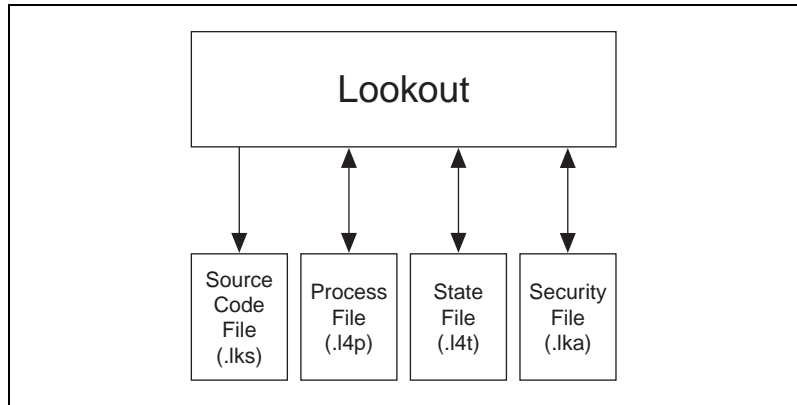 Lookout
Source
Code
File
(.lks)
Process
File
(.l4p)
State
File
(.l4t)
Security
File
(.lka)